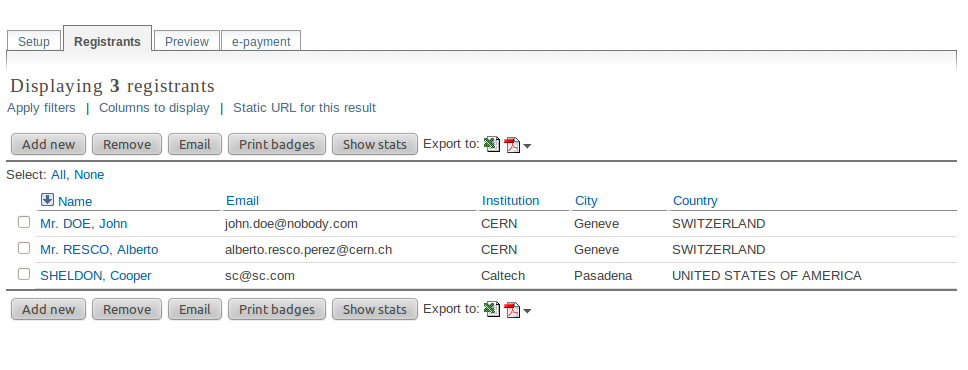 Setup Registrants Preview e-payment
Displaying 3 registrants
Apply filters | Columns to display | Static URL for this result
Add new Remove Email Print badges Show stats Export to:
Select: All, None
Name Email Institution City Country
Mr. DOE, John john.doe@nobody.com CERN Geneve SWITZERLAND
Mr. RESCO, Alberto alberto.resco.perez@cern.ch CERN Geneve SWITZERLAND
SHELDON, Cooper sc@sc.com Caltech Pasadena UNITED STATES OF AMERICA
Add new Remove Email Print badges Show stats Export to: